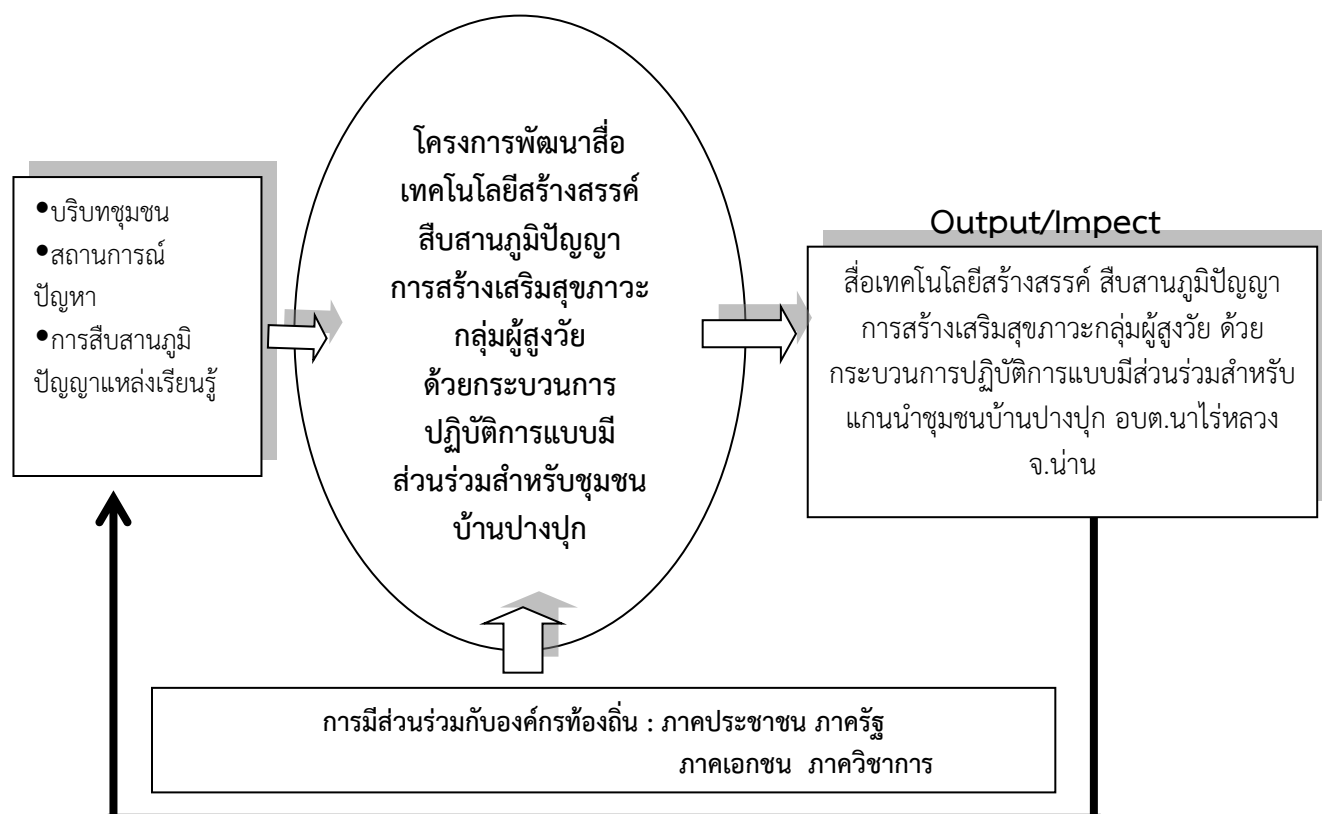 •บริบทชุมชน
•สถานการณ์
ปัญหา
•การสืบสานภูมิ
ปัญญาแหล่งเรียนรู้
โครงการพัฒนาสื่อ
เทคโนโลยีสร้างสรรค์
สืบสานภูมิปัญญา
การสร้างเสริมสุขภาวะ
กลุ่มผู้สูงวัย
ด้วยกระบวนการ
ปฏิบัติการแบบมี
ส่วนร่วมสำหรับชุมชน
บ้านปางปุก
Output/Impect
สื่อเทคโนโลยีสร้างสรรค์ สืบสานภูมิปัญญา
การสร้างเสริมสุขภาวะกลุ่มผู้สูงวัย ด้วย
กระบวนการปฏิบัติการแบบมีส่วนร่วมสำหรับ
แกนนำชุมชนบ้านปางปุก อบต.นาไร่หลวง
จ.น่าน
การมีส่วนร่วมกับองค์กรท้องถิ่น : ภาคประชาชน ภาครัฐ
ภาคเอกชน ภาควิชาการ